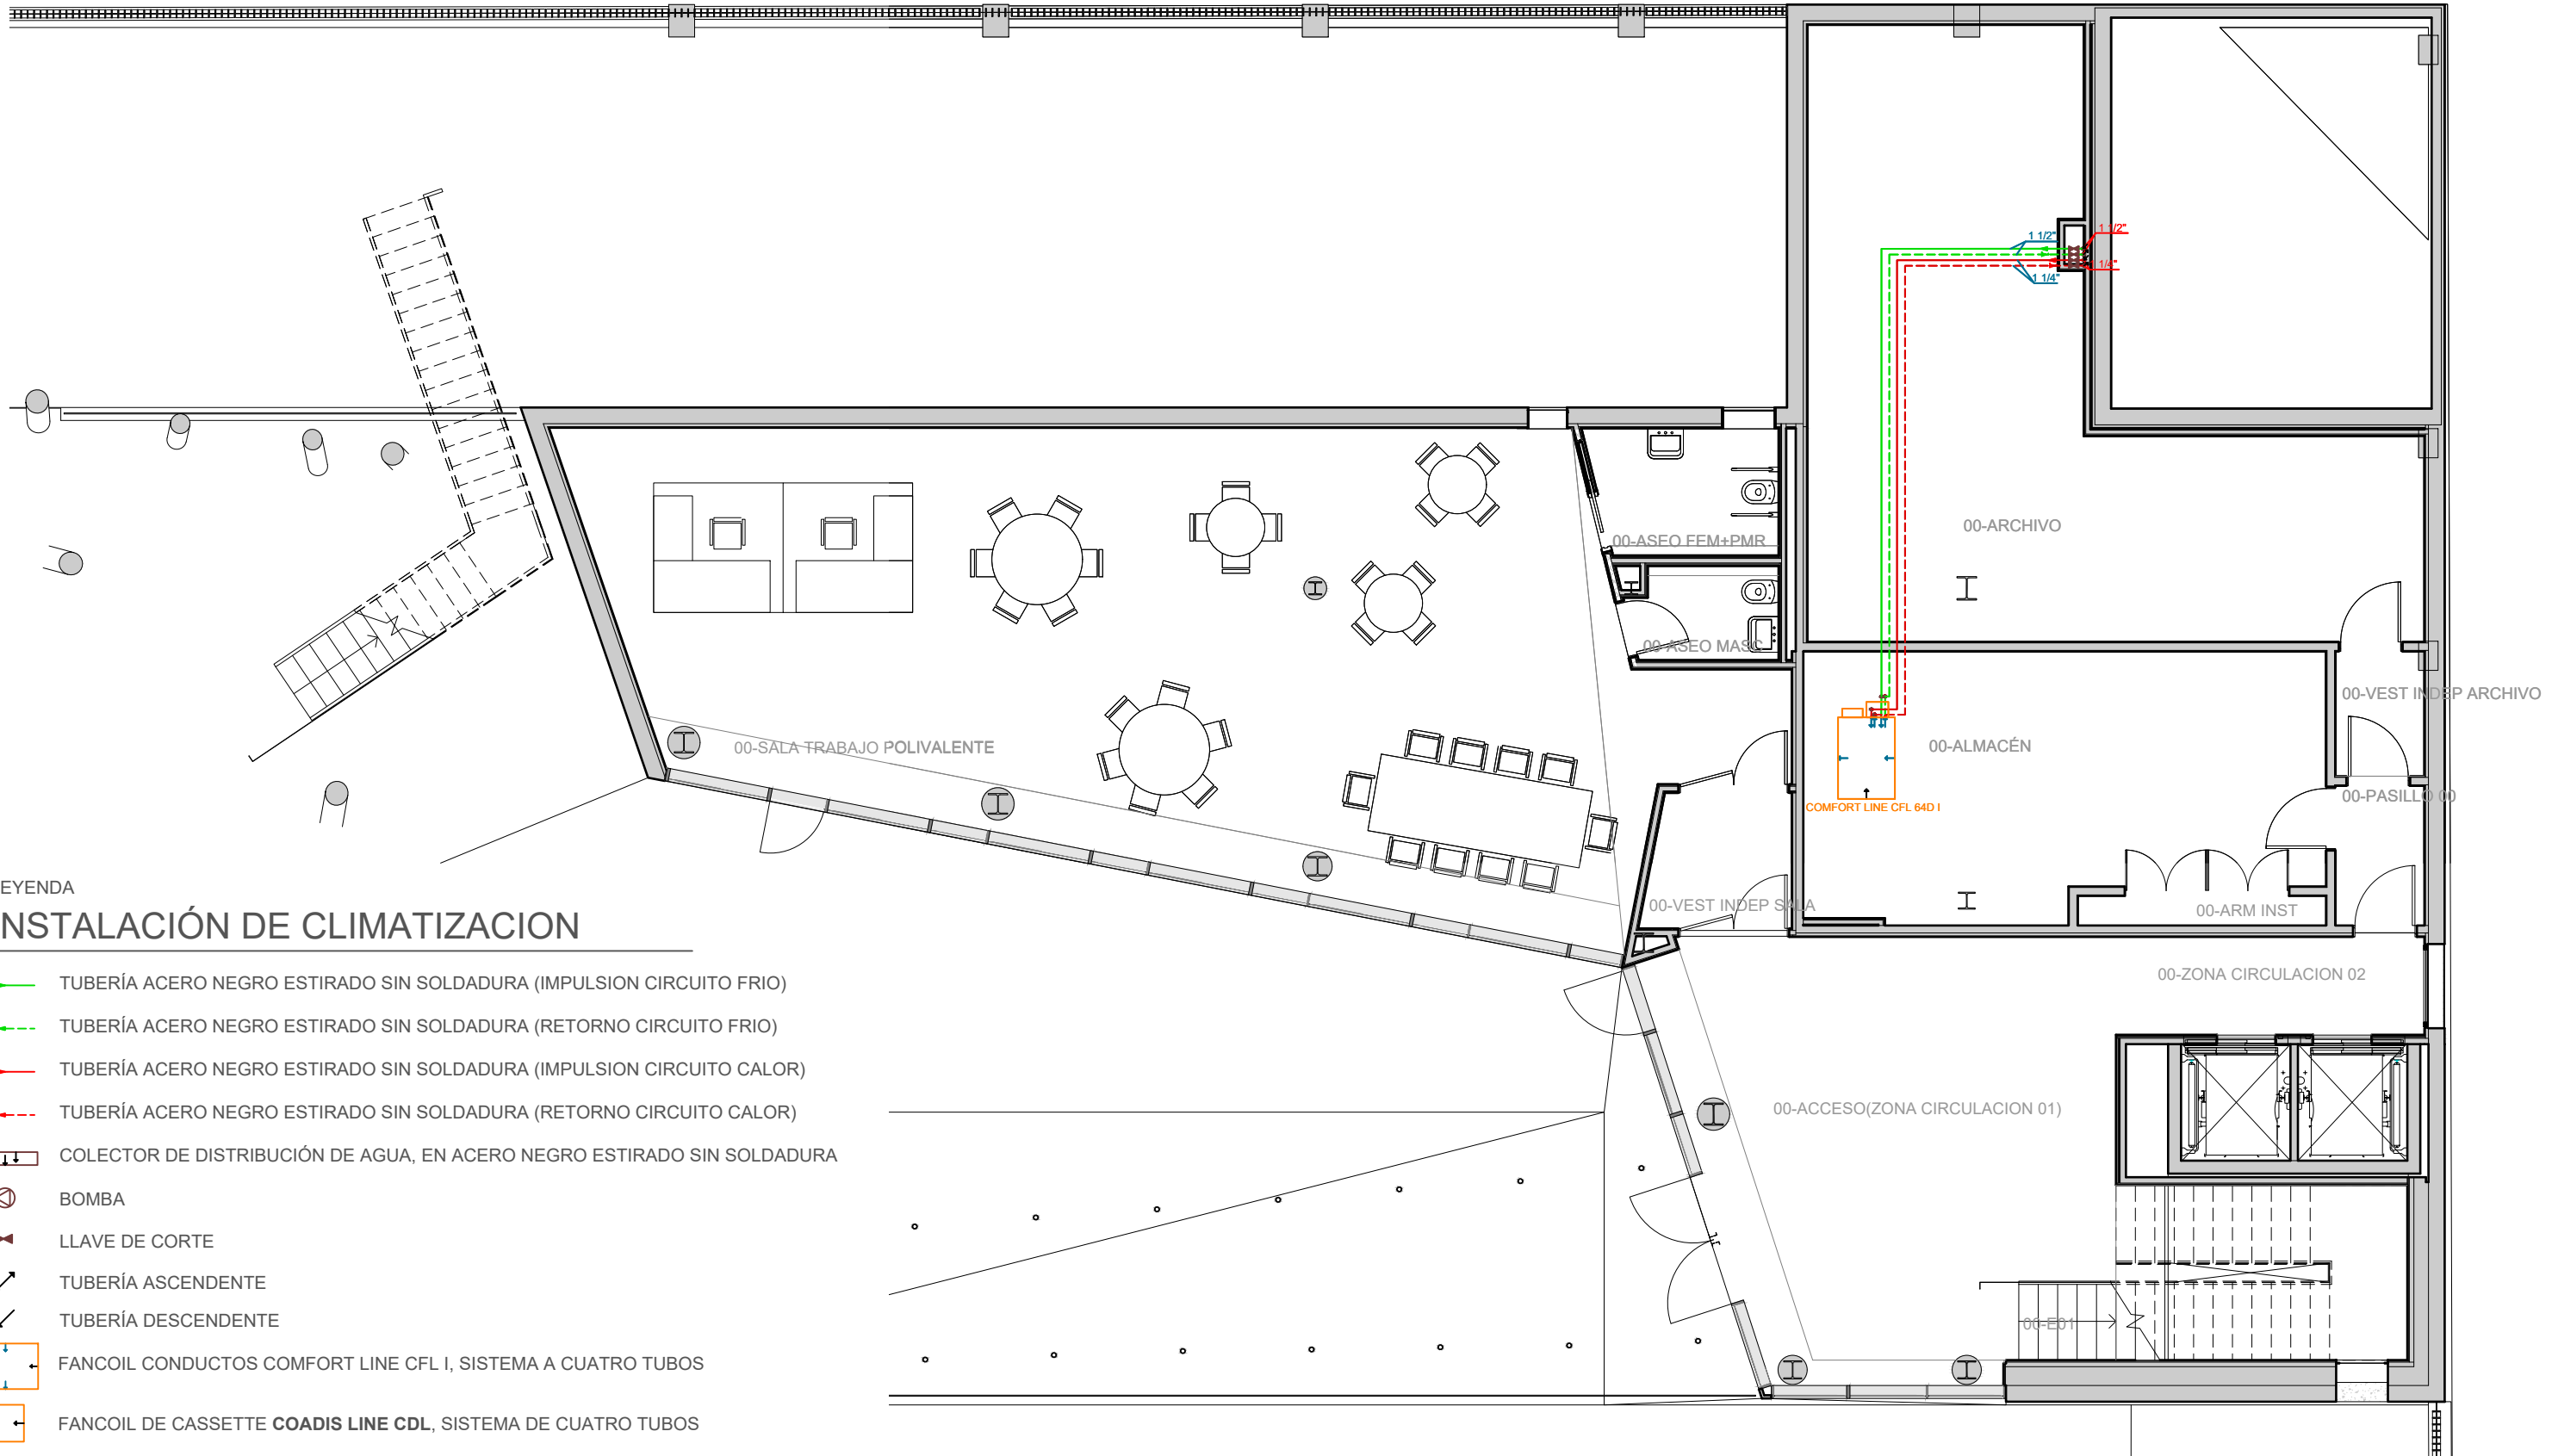 1 1/2"
1 1/2"
1/4"
1 1/4"
00-ARCHIVO
00-ASEO FEM+PMR
00-ASEO MASC
00-VEST INDEP ARCHIVO
00-SALA TRABAJO POLIVALENTE
00-ALMACÉN
00-PASILLO 00
COMFORT LINE CFL 64D I
00-VEST INDEP SALA
00-ARM INST
00-ZONA CIRCULACION 02
00-ACCESO(ZONA CIRCULACION 01)
00-E01
EYENDA
NSTALACIÓN DE CLIMATIZACION
TUBERÍA ACERO NEGRO ESTIRADO SIN SOLDADURA (IMPULSION CIRCUITO FRIO)
TUBERÍA ACERO NEGRO ESTIRADO SIN SOLDADURA (RETORNO CIRCUITO FRIO)
TUBERÍA ACERO NEGRO ESTIRADO SIN SOLDADURA (IMPULSION CIRCUITO CALOR)
TUBERÍA ACERO NEGRO ESTIRADO SIN SOLDADURA (RETORNO CIRCUITO CALOR)
COLECTOR DE DISTRIBUCIÓN DE AGUA, EN ACERO NEGRO ESTIRADO SIN SOLDADURA
BOMBA
LLAVE DE CORTE
TUBERÍA ASCENDENTE
TUBERÍA DESCENDENTE
FANCOIL CONDUCTOS COMFORT LINE CFL I, SISTEMA A CUATRO TUBOS
FANCOIL DE CASSETTE COADIS LINE CDL, SISTEMA DE CUATRO TUBOS